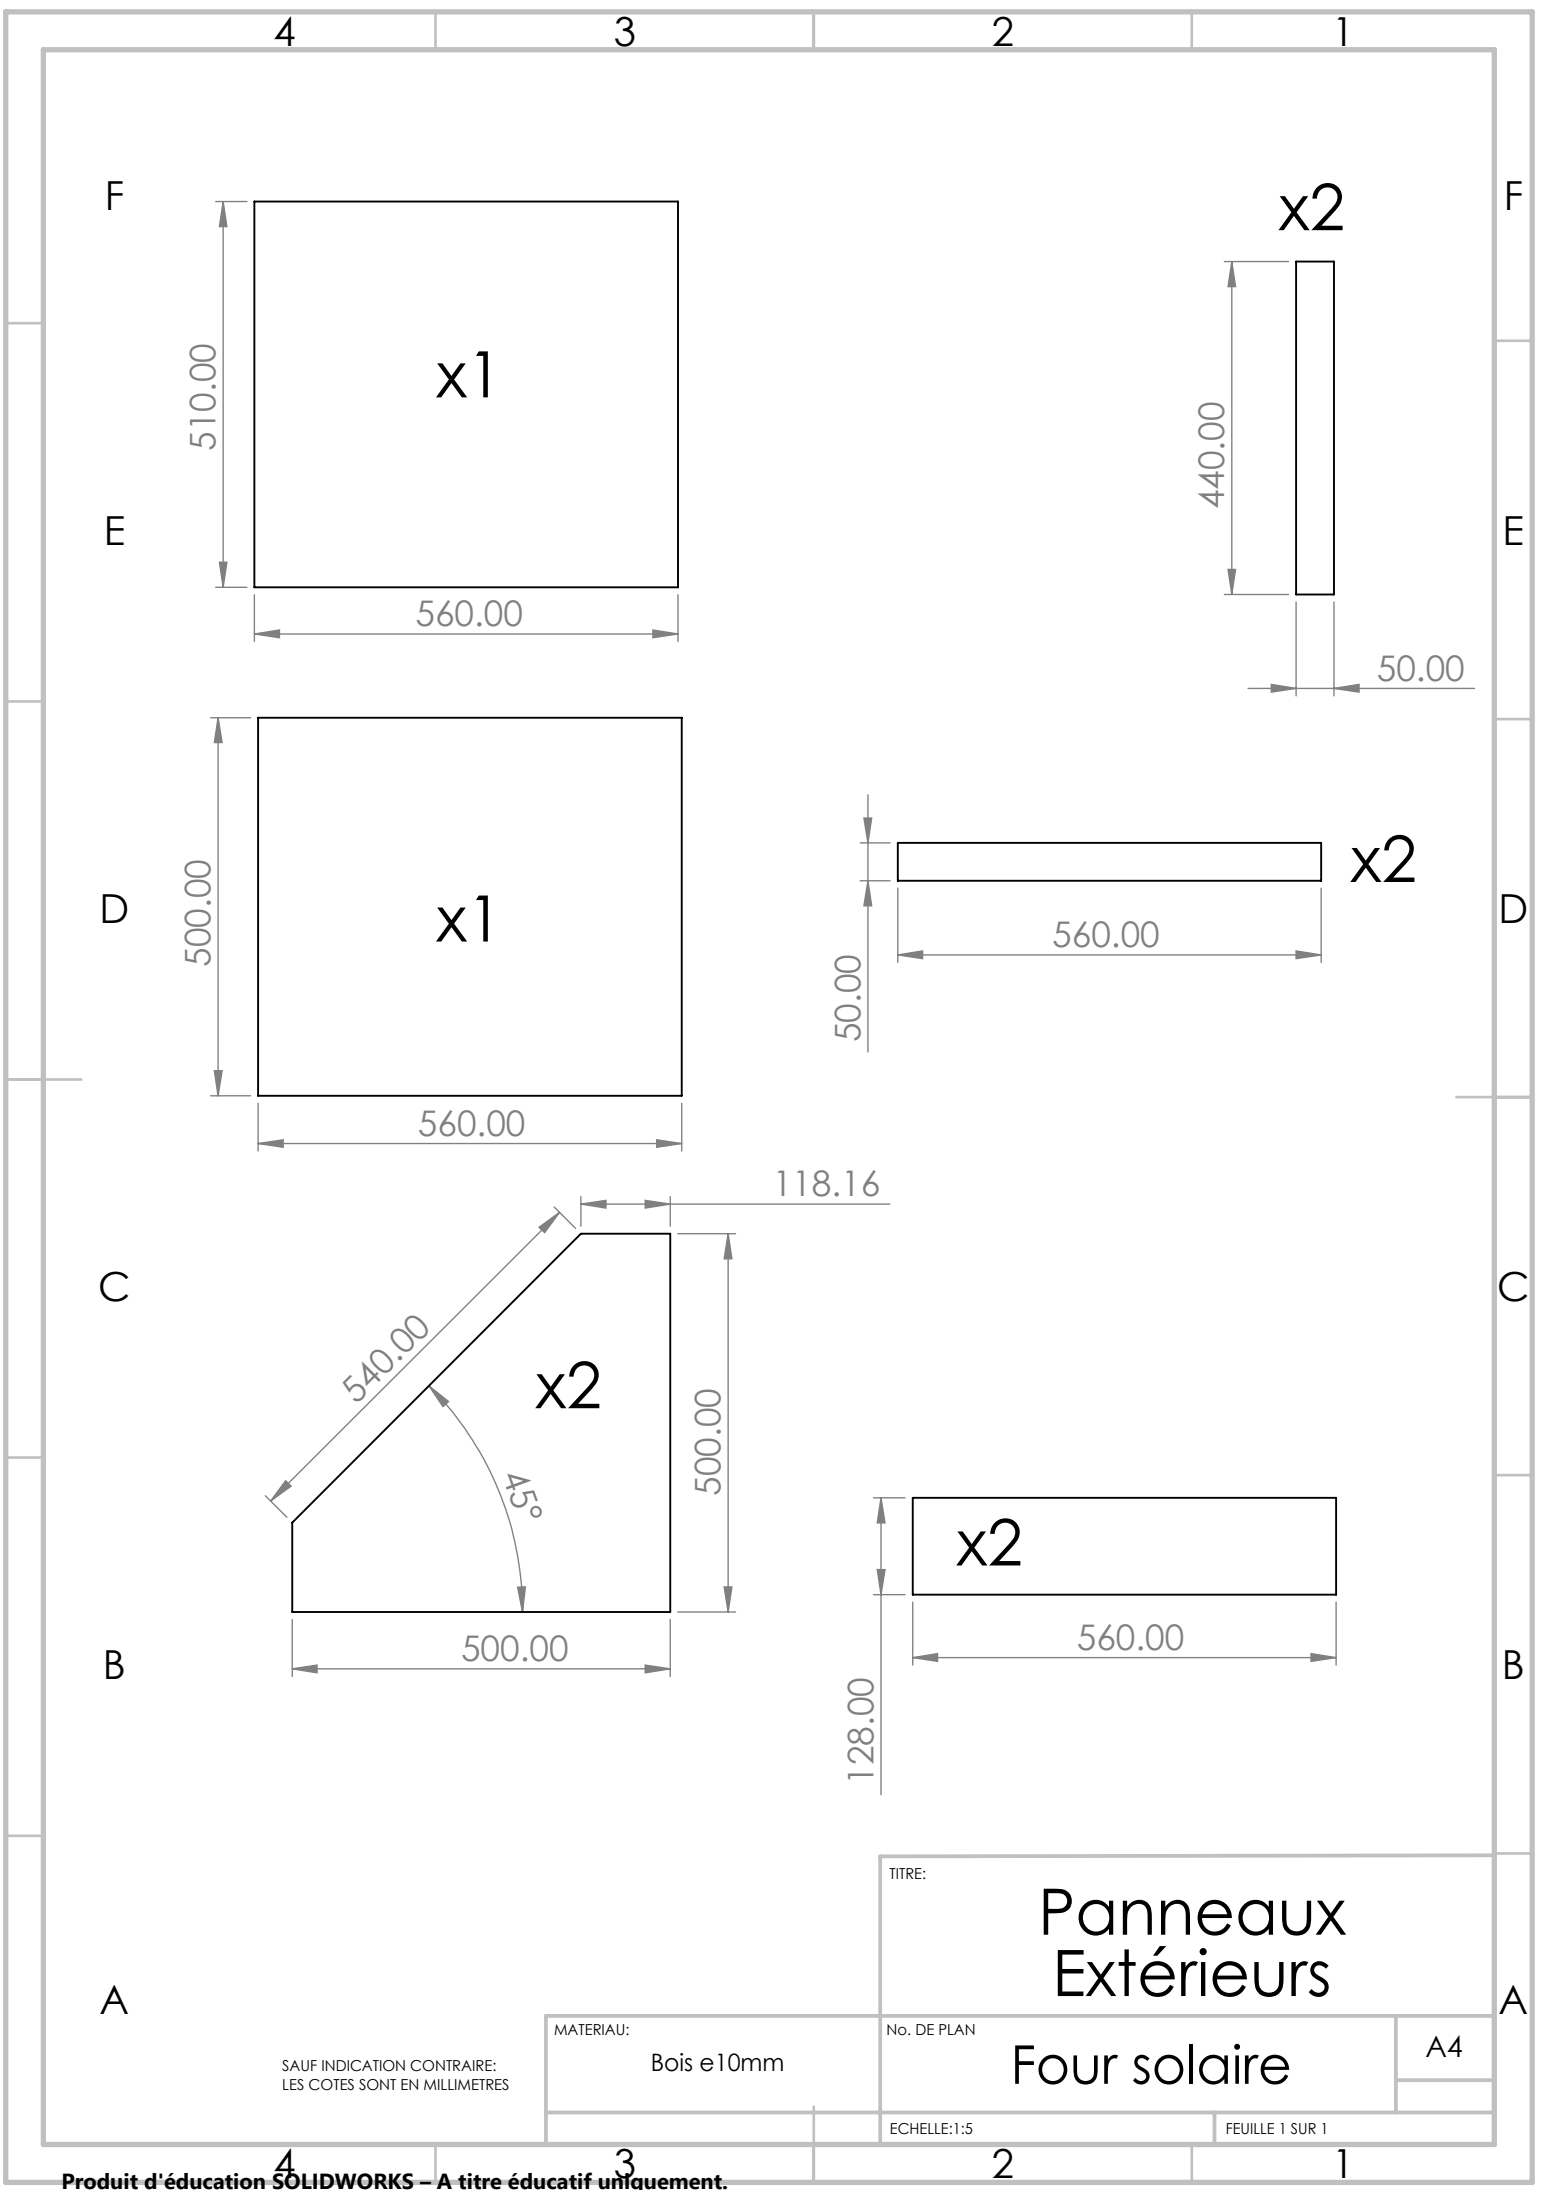 4 3 2 1
F F
x2
510.00
x1
440.00
E E
560.00
50.00
500.00
x1
x2
D D
560.00
50.00
560.00
118.16
C C
540.00
x2
500.00
45°
x2
500.00
560.00
B B
128.00
TITRE:
Panneaux
Extérieurs
A A
MATERIAU:
Bois e10mm
No. DE PLAN
Four solaire
A4
SAUF INDICATION CONTRAIRE:
LES COTES SONT EN MILLIMETRES
ECHELLE:1:5
FEUILLE 1 SUR 1
4 3 2 1
Produit d'éducation SOLIDWORKS – A titre éducatif uniquement.